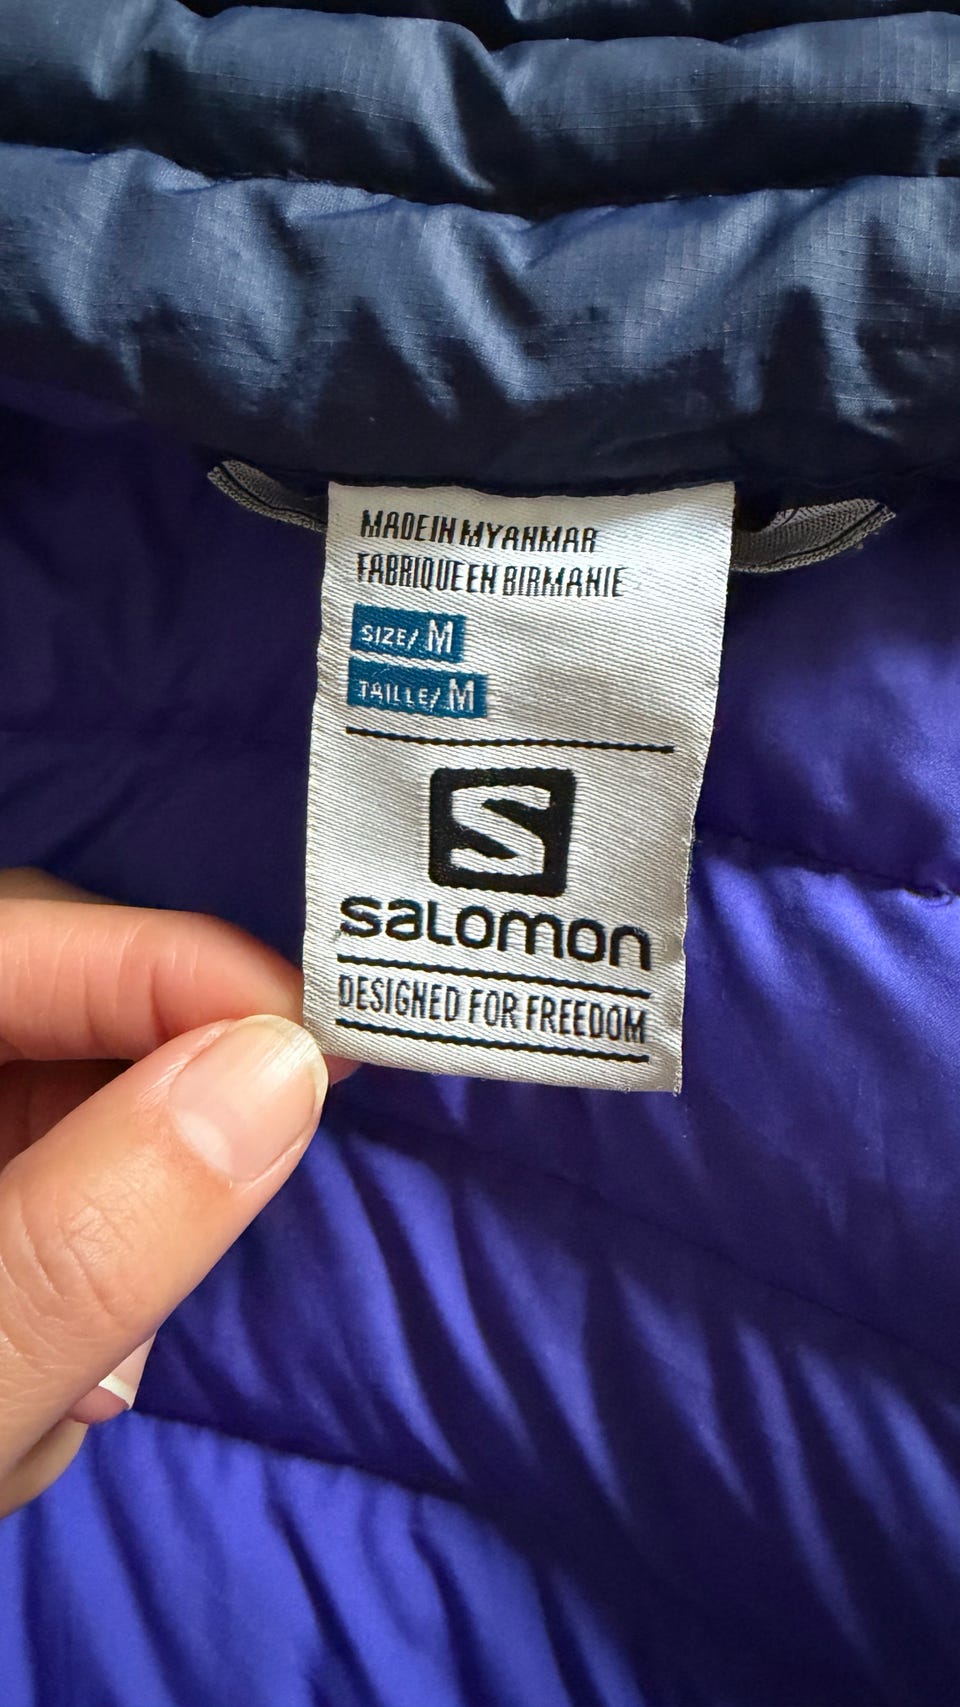 MADE IN MYANMAR
FABRIQUE EN BIRMANIE
SIZE/ M
TAILLE/ M
S
SALOMON
DESIGNED FOR FREEDOM